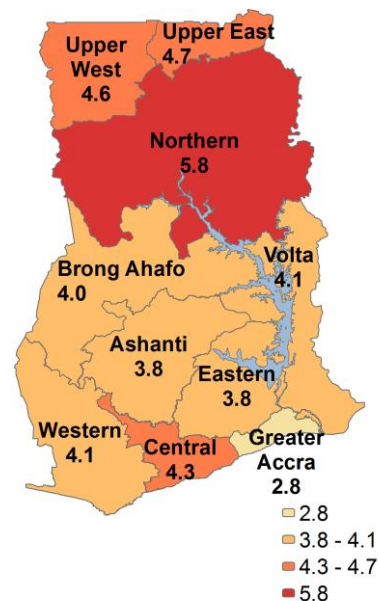 Upper East
4.7
Upper
West
4.6
Northern
5.8
Brong Ahafo
4.0
Volta
4.1
Ashanti
3.8
Eastern
3.8
Western
4.1
Central
4.3
Greater
Accra
2.8
2.8
3.8 - 4.1
4.3 - 4.7
5.8